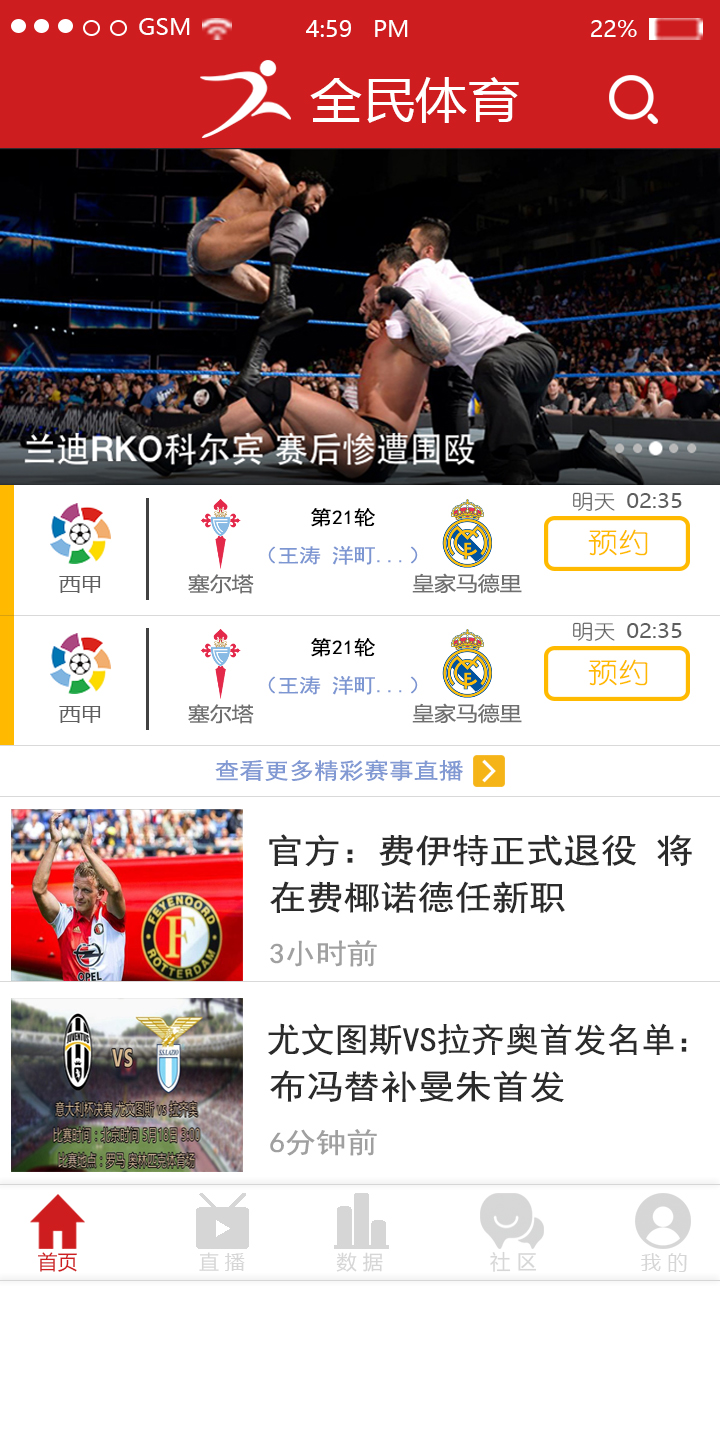 GSM 4:59 PM 22%
全民体育
兰迪RKO科尔宾 赛后惨遭围殴
明天 02:35
第21轮
预约
（王涛 洋町...）
西甲 塞尔塔 皇家马德里
明天 02:35
第21轮
预约
（王涛 洋町...）
西甲 塞尔塔 皇家马德里
查看更多精彩赛事直播
官方：费伊特正式退役 将
在费椰诺德任新职
3小时前
FEYENOORD
ROTTERDAM
OPEL
尤文图斯VS拉齐奥首发名单：
布冯替补曼朱首发
6分钟前
JUVENTUS
VS
S.S.LAZIO
意大利杯决赛 尤文图斯 vs 拉齐奥
比赛时间：北京时间 5月18日 3:00
比赛地点：罗马 奥林匹克体育场
首页 直播 数据 社区 我的